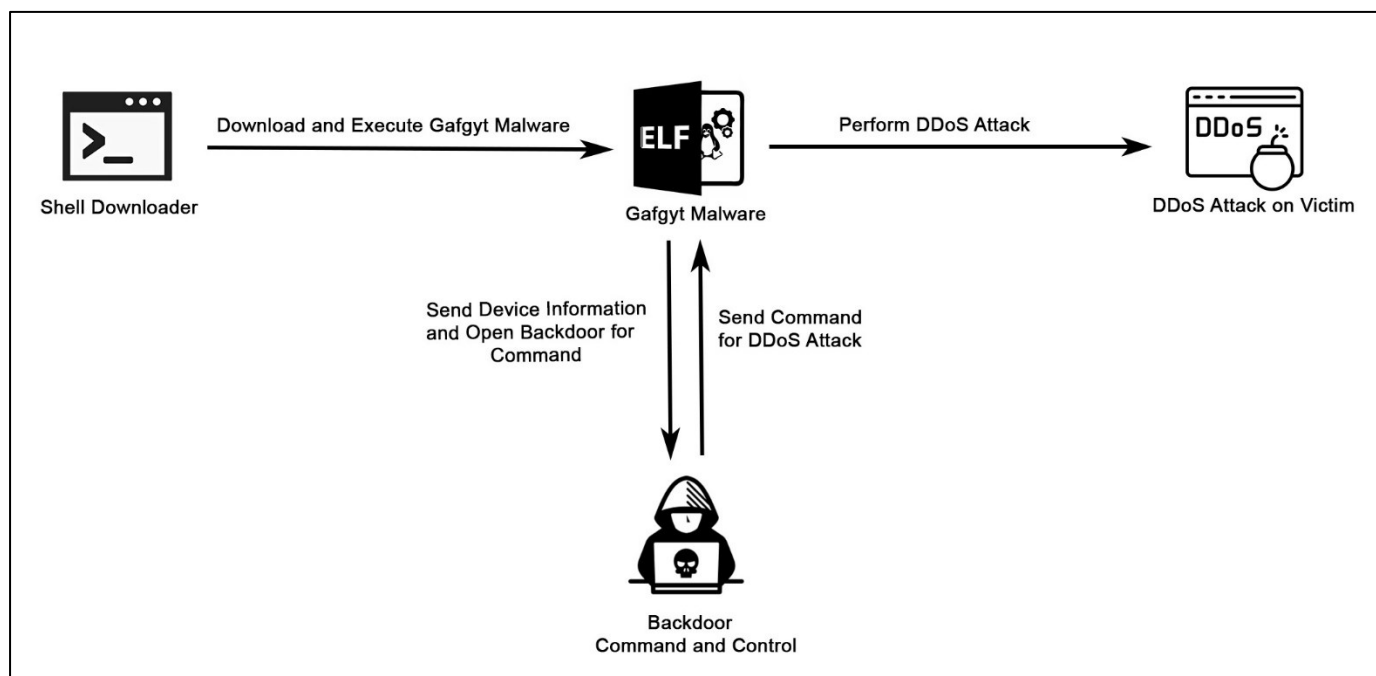 Download and Execute Gafgyt Malware
>_
Shell Downloader
ELF
Gafgyt Malware
Perform DDoS Attack
DDoS
DDoS Attack on Victim
Send Device Information
and Open Backdoor for
Command
Send Command
for DDoS Attack
Backdoor
Command and Control